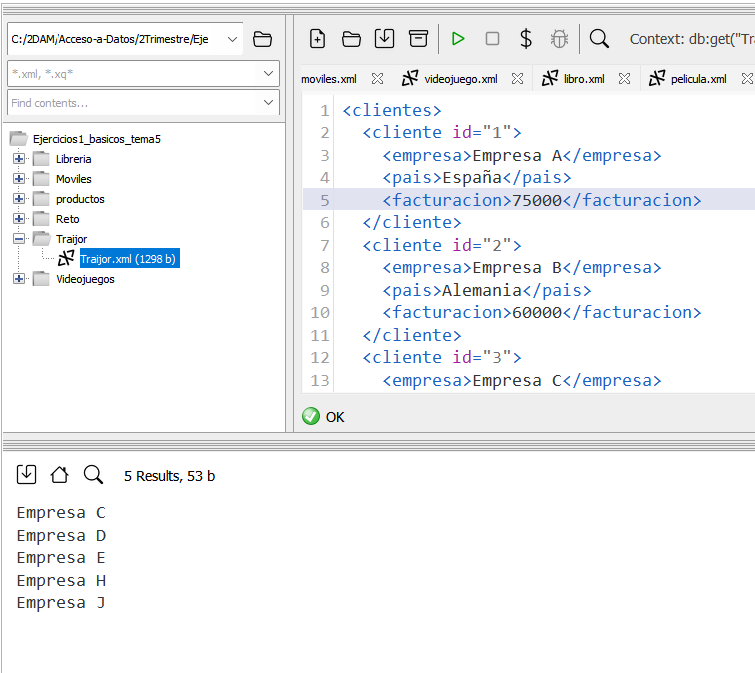 C:/2DAM/Acceso-a-Datos/2Trimestre/Eje
*.xml, *.xq*
Find contents...
Ejercicios1_basicos_tema5
Libreria
Moviles
productos
Reto
Traijor
Traijor.xml (1298 b)
Videojuegos
Context: db:get("Tra
moviles.xml videojuego.xml libro.xml pelicula.xml
1 <clientes>
2 <cliente id="1">
3 <empresa>Empresa A</empresa>
4 <pais>España</pais>
5 <facturacion>75000</facturacion>
6 </cliente>
7 <cliente id="2">
8 <empresa>Empresa B</empresa>
9 <pais>Alemania</pais>
10 <facturacion>60000</facturacion>
11 </cliente>
12 <cliente id="3">
13 <empresa>Empresa C</empresa>
OK
5 Results, 53 b
Empresa C
Empresa D
Empresa E
Empresa H
Empresa J